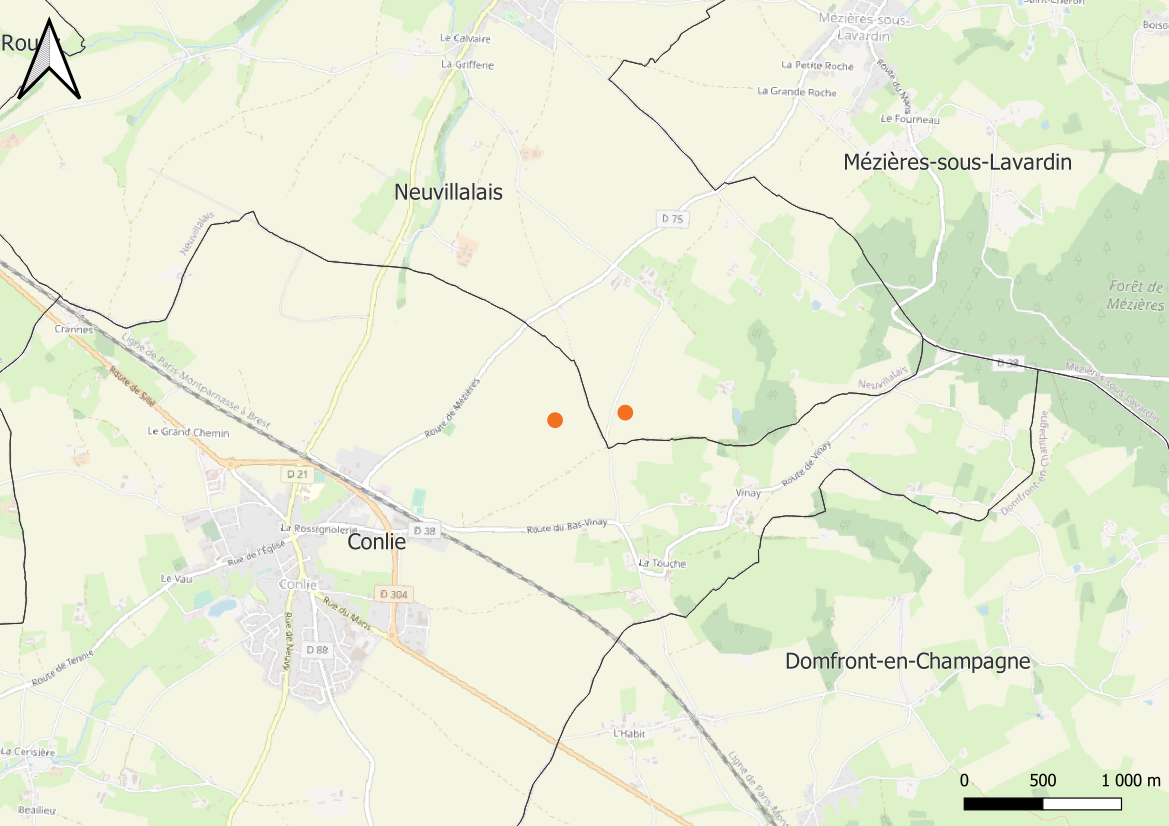 Mézières-sous-
Lavardin
Le Calvaire
La Grifferie
La Petite Roche
La Grande Roche
Rue du Mans
Le Fourneau
Mézières-sous-Lavardin
Neuvillalais
D 75
Neuvillalais
Forêt de
Mézières
Crannes
Ligne de Paris-Montparnasse à Brest
Route de Sillé
D 38
Mézières-sous-Lavardin
Neuvillalais
Route de Mézières
Le Grand Chemin
Domfront-en-Champagne
Route de Vinay
D 21
Vinay
La Rossignolerie
D 38
Route du Bas-Vinay
Conlie
Rue de l'Église
La Touche
Le Vau
Conlie
D 304
Rue du Mans
Rue de Neuvy
D 88
Route de Tennie
Domfront-en-Champagne
L'Habit
La Cerisière
Beaulieu
0 500 1 000 m